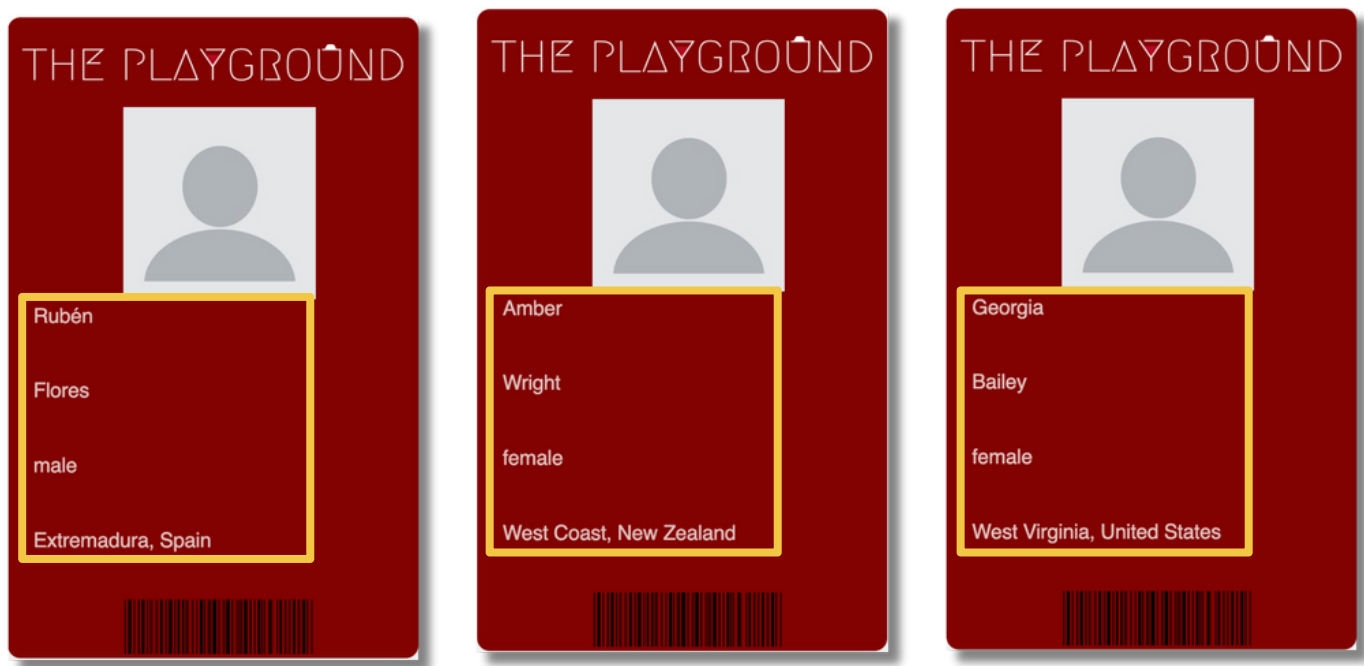 THE PLAYGROUND
Rubén
Flores
male
Extremadura, Spain
THE PLAYGROUND
Amber
Wright
female
West Coast, New Zealand
THE PLAYGROUND
Georgia
Bailey
female
West Virginia, United States